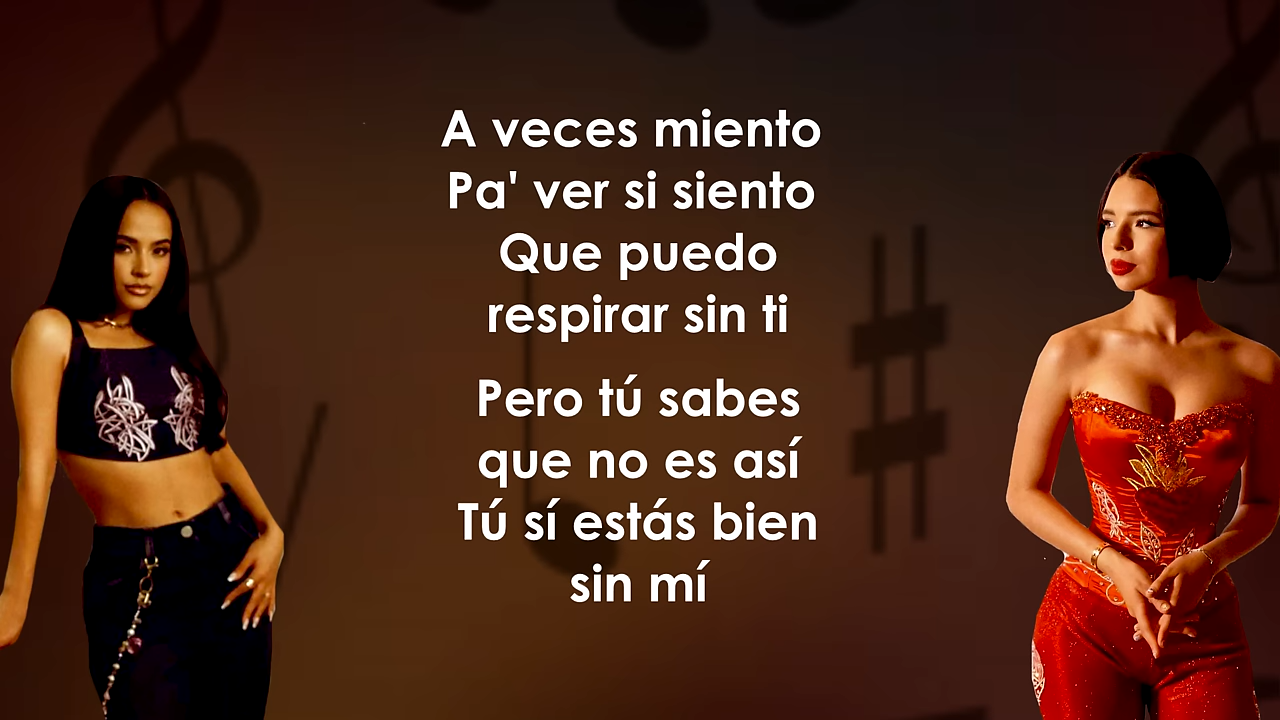 A veces miento
Pa' ver si siento
Que puedo
respirar sin ti
Pero tú sabes
que no es así
Tú sí estás bien
sin mí